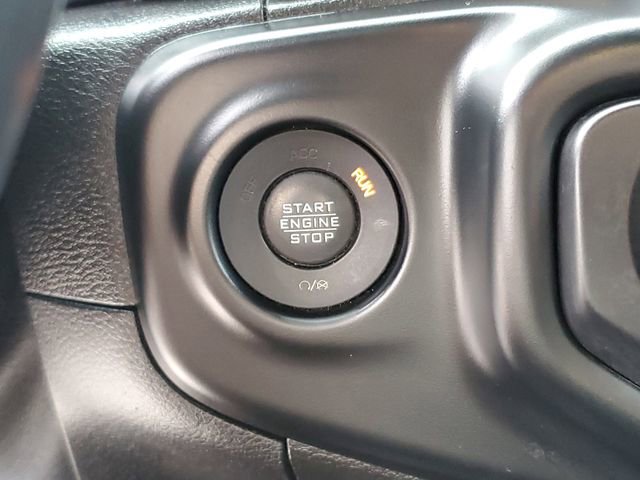 OFF
ACC
RUN
START
ENGINE
STOP